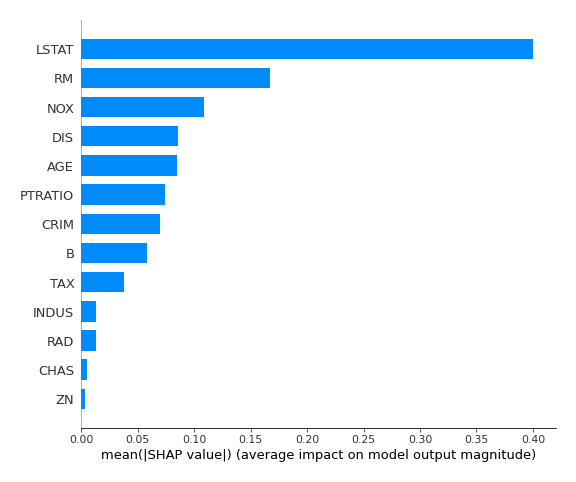 LSTAT
RM
NOX
DIS
AGE
PTRATIO
CRIM
B
TAX
INDUS
RAD
CHAS
ZN
0.00 0.05 0.10 0.15 0.20 0.25 0.30 0.35 0.40
mean(|SHAP value|) (average impact on model output magnitude)